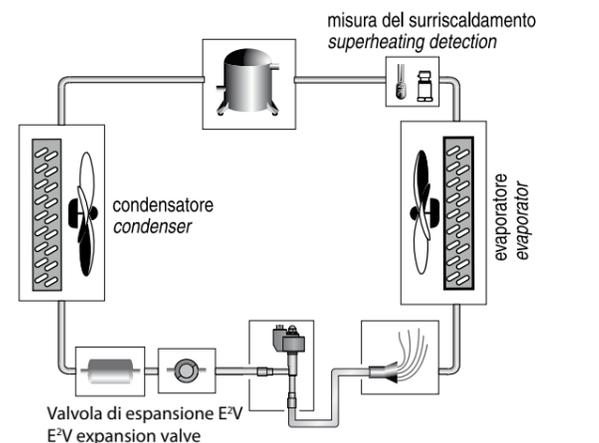 misura del surriscaldamento
superheating detection
condensatore
condenser
evaporatore
evaporator
Valvola di espansione E²V
E²V expansion valve